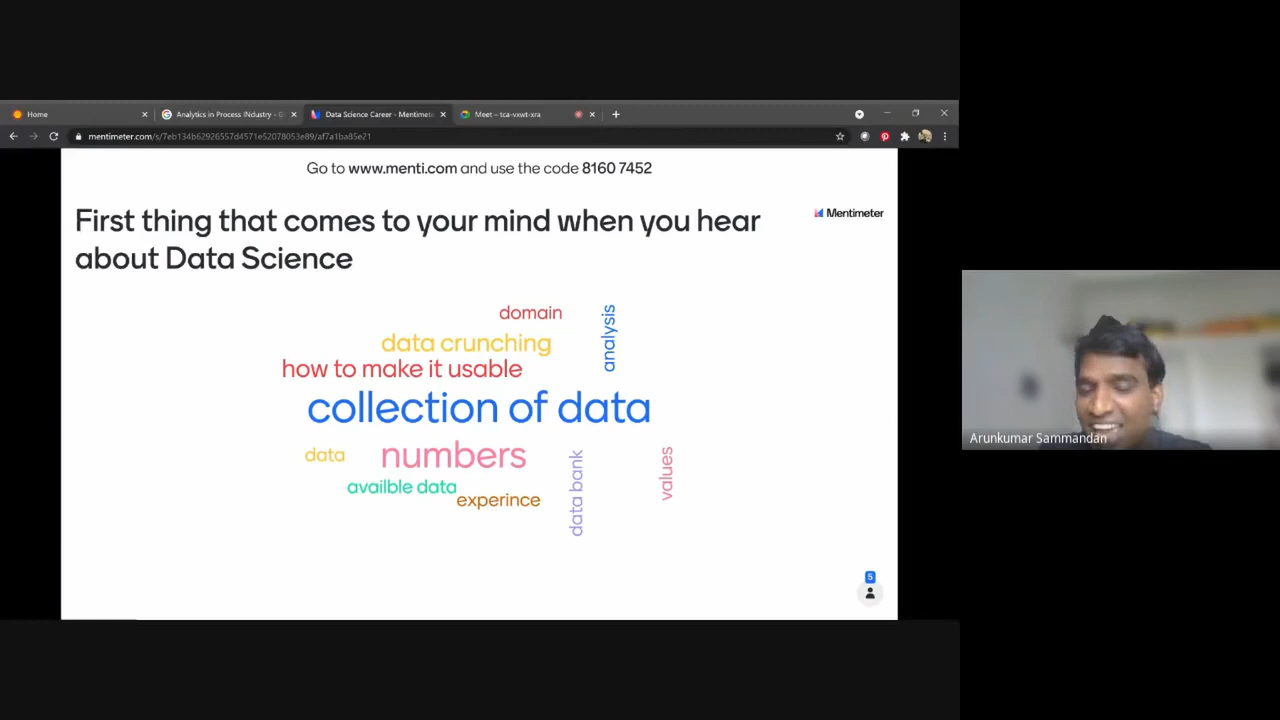 Home
Analytics in Process INdustry - G
Data Science Career - Mentimete
Meet – tca-vxwt-xra
mentimeter.com/s/7eb134b62926557d4571e52078053e89/af7a1ba85e21
Go to www.menti.com and use the code 8160 7452
First thing that comes to your mind when you hear
about Data Science
Mentimeter
domain
analysis
data crunching
how to make it usable
collection of data
data
numbers
data bank
values
availble data
experince
5
Arunkumar Sammandan